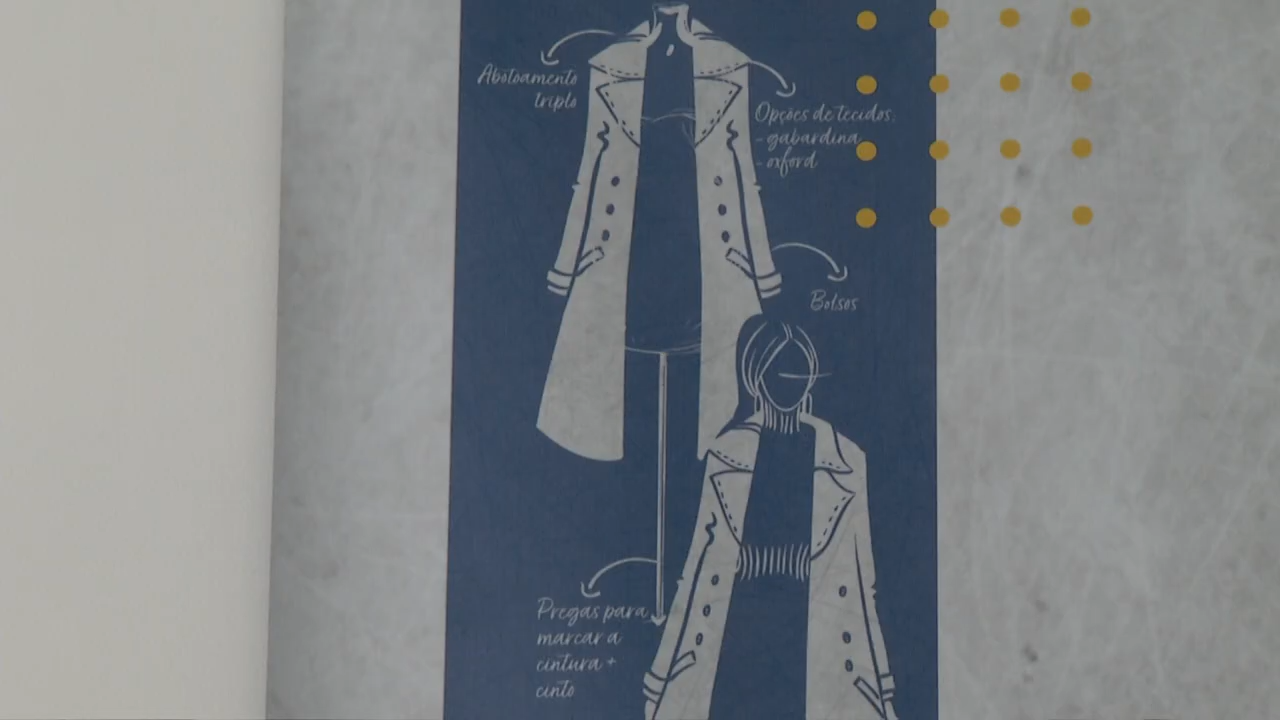 Abotoamento
triplo
Opções de tecidos:
- gabardina
- oxford
Bolsos
Pregas para
marcar a
cintura +
cinto